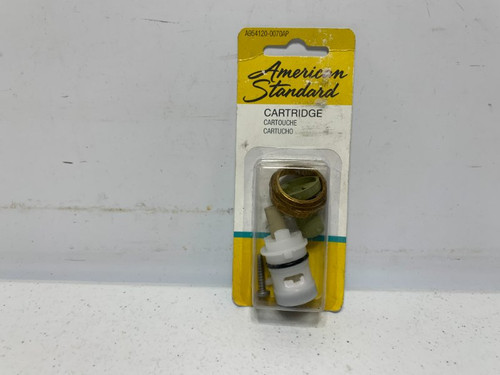 A954120-0070AP
American
Standard
CARTRIDGE
CARTOUCHE
CARTUCHO